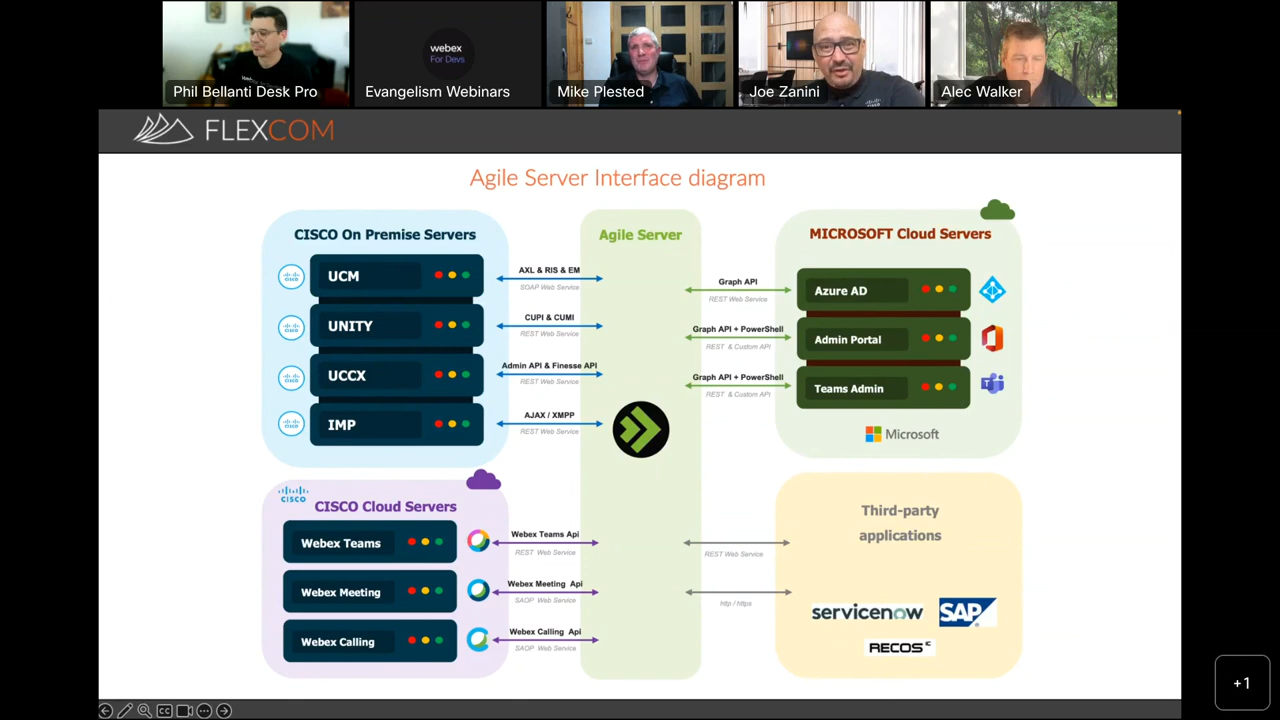 webex
For Devs
Phil Bellanti Desk Pro
Evangelism Webinars
Mike Plested
Joe Zanini
Alec Walker
FLEXCOM
Agile Server Interface diagram
CISCO On Premise Servers
UCM
UNITY
UCCX
IMP
AXL & RIS & EM
SOAP Web Service
CUPI & CUMI
REST Web Service
Admin API & Finesse API
REST Web Service
AJAX / XMPP
REST Web Service
Agile Server
MICROSOFT Cloud Servers
Graph API
REST Web Service
Azure AD
Graph API + PowerShell
REST & Custom API
Admin Portal
Graph API + PowerShell
REST & Custom API
Teams Admin
Microsoft
CISCO
CISCO Cloud Servers
Webex Teams
Webex Meeting
Webex Calling
Webex Teams Api
REST Web Service
Webex Meeting Api
SAOP Web Service
Webex Calling Api
SAOP Web Service
REST Web Service
http / https
Third-party
applications
servicenow
SAP
RECOS IC
CC
+1